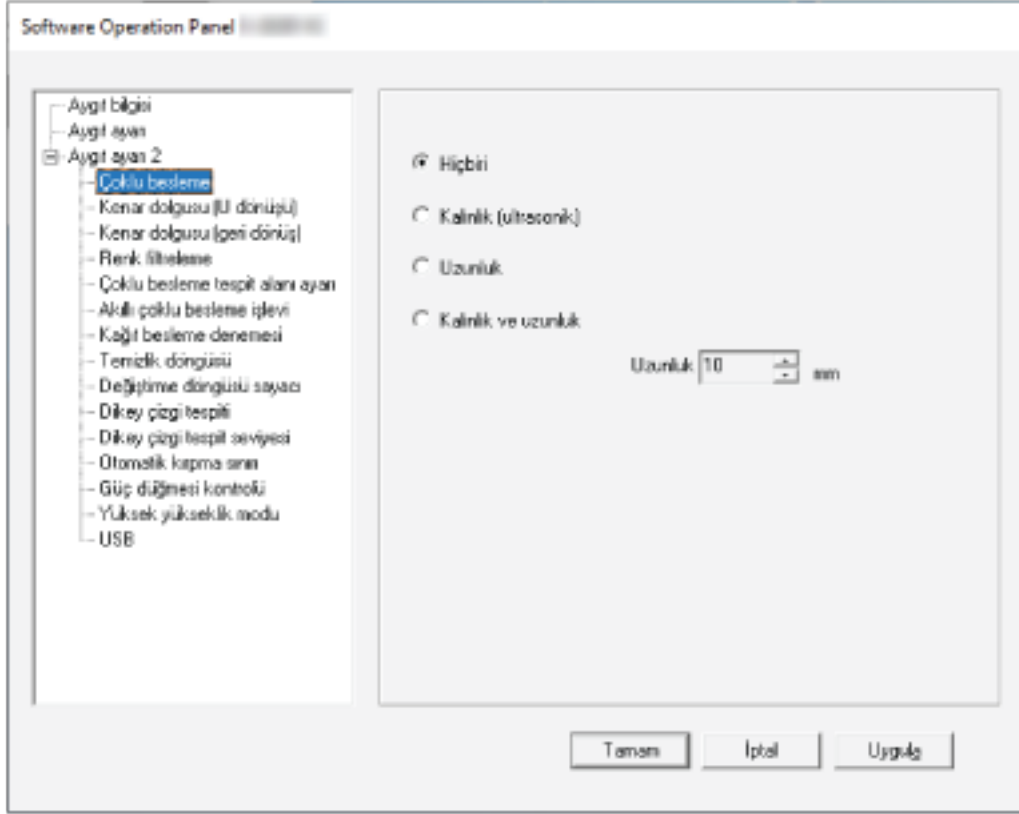 Software Operation Panel
Aygıt bilgisi
Aygıt ayarı
Aygıt ayarı 2
Çoklu besleme
Kenar dolgusu (U dönüşü)
Kenar dolgusu (geri dönüş)
Renk filtreleme
Çoklu besleme tespit alanı ayarı
Akıllı çoklu besleme işlevi
Kağıt besleme denemesi
Temizlik döngüsü
Değiştirme döngüsü sayacı
Dikey çizgi tespiti
Dikey çizgi tespit seviyesi
Otomatik kırpma sınırı
Güç düğmesi kontrolü
Yüksek yükseklik modu
USB
Hiçbiri
Kalinlik (ultrasonik)
Uzunluk
Kalinlik ve uzunluk
Uzunluk 10 mm
Tamam İptal Uygula